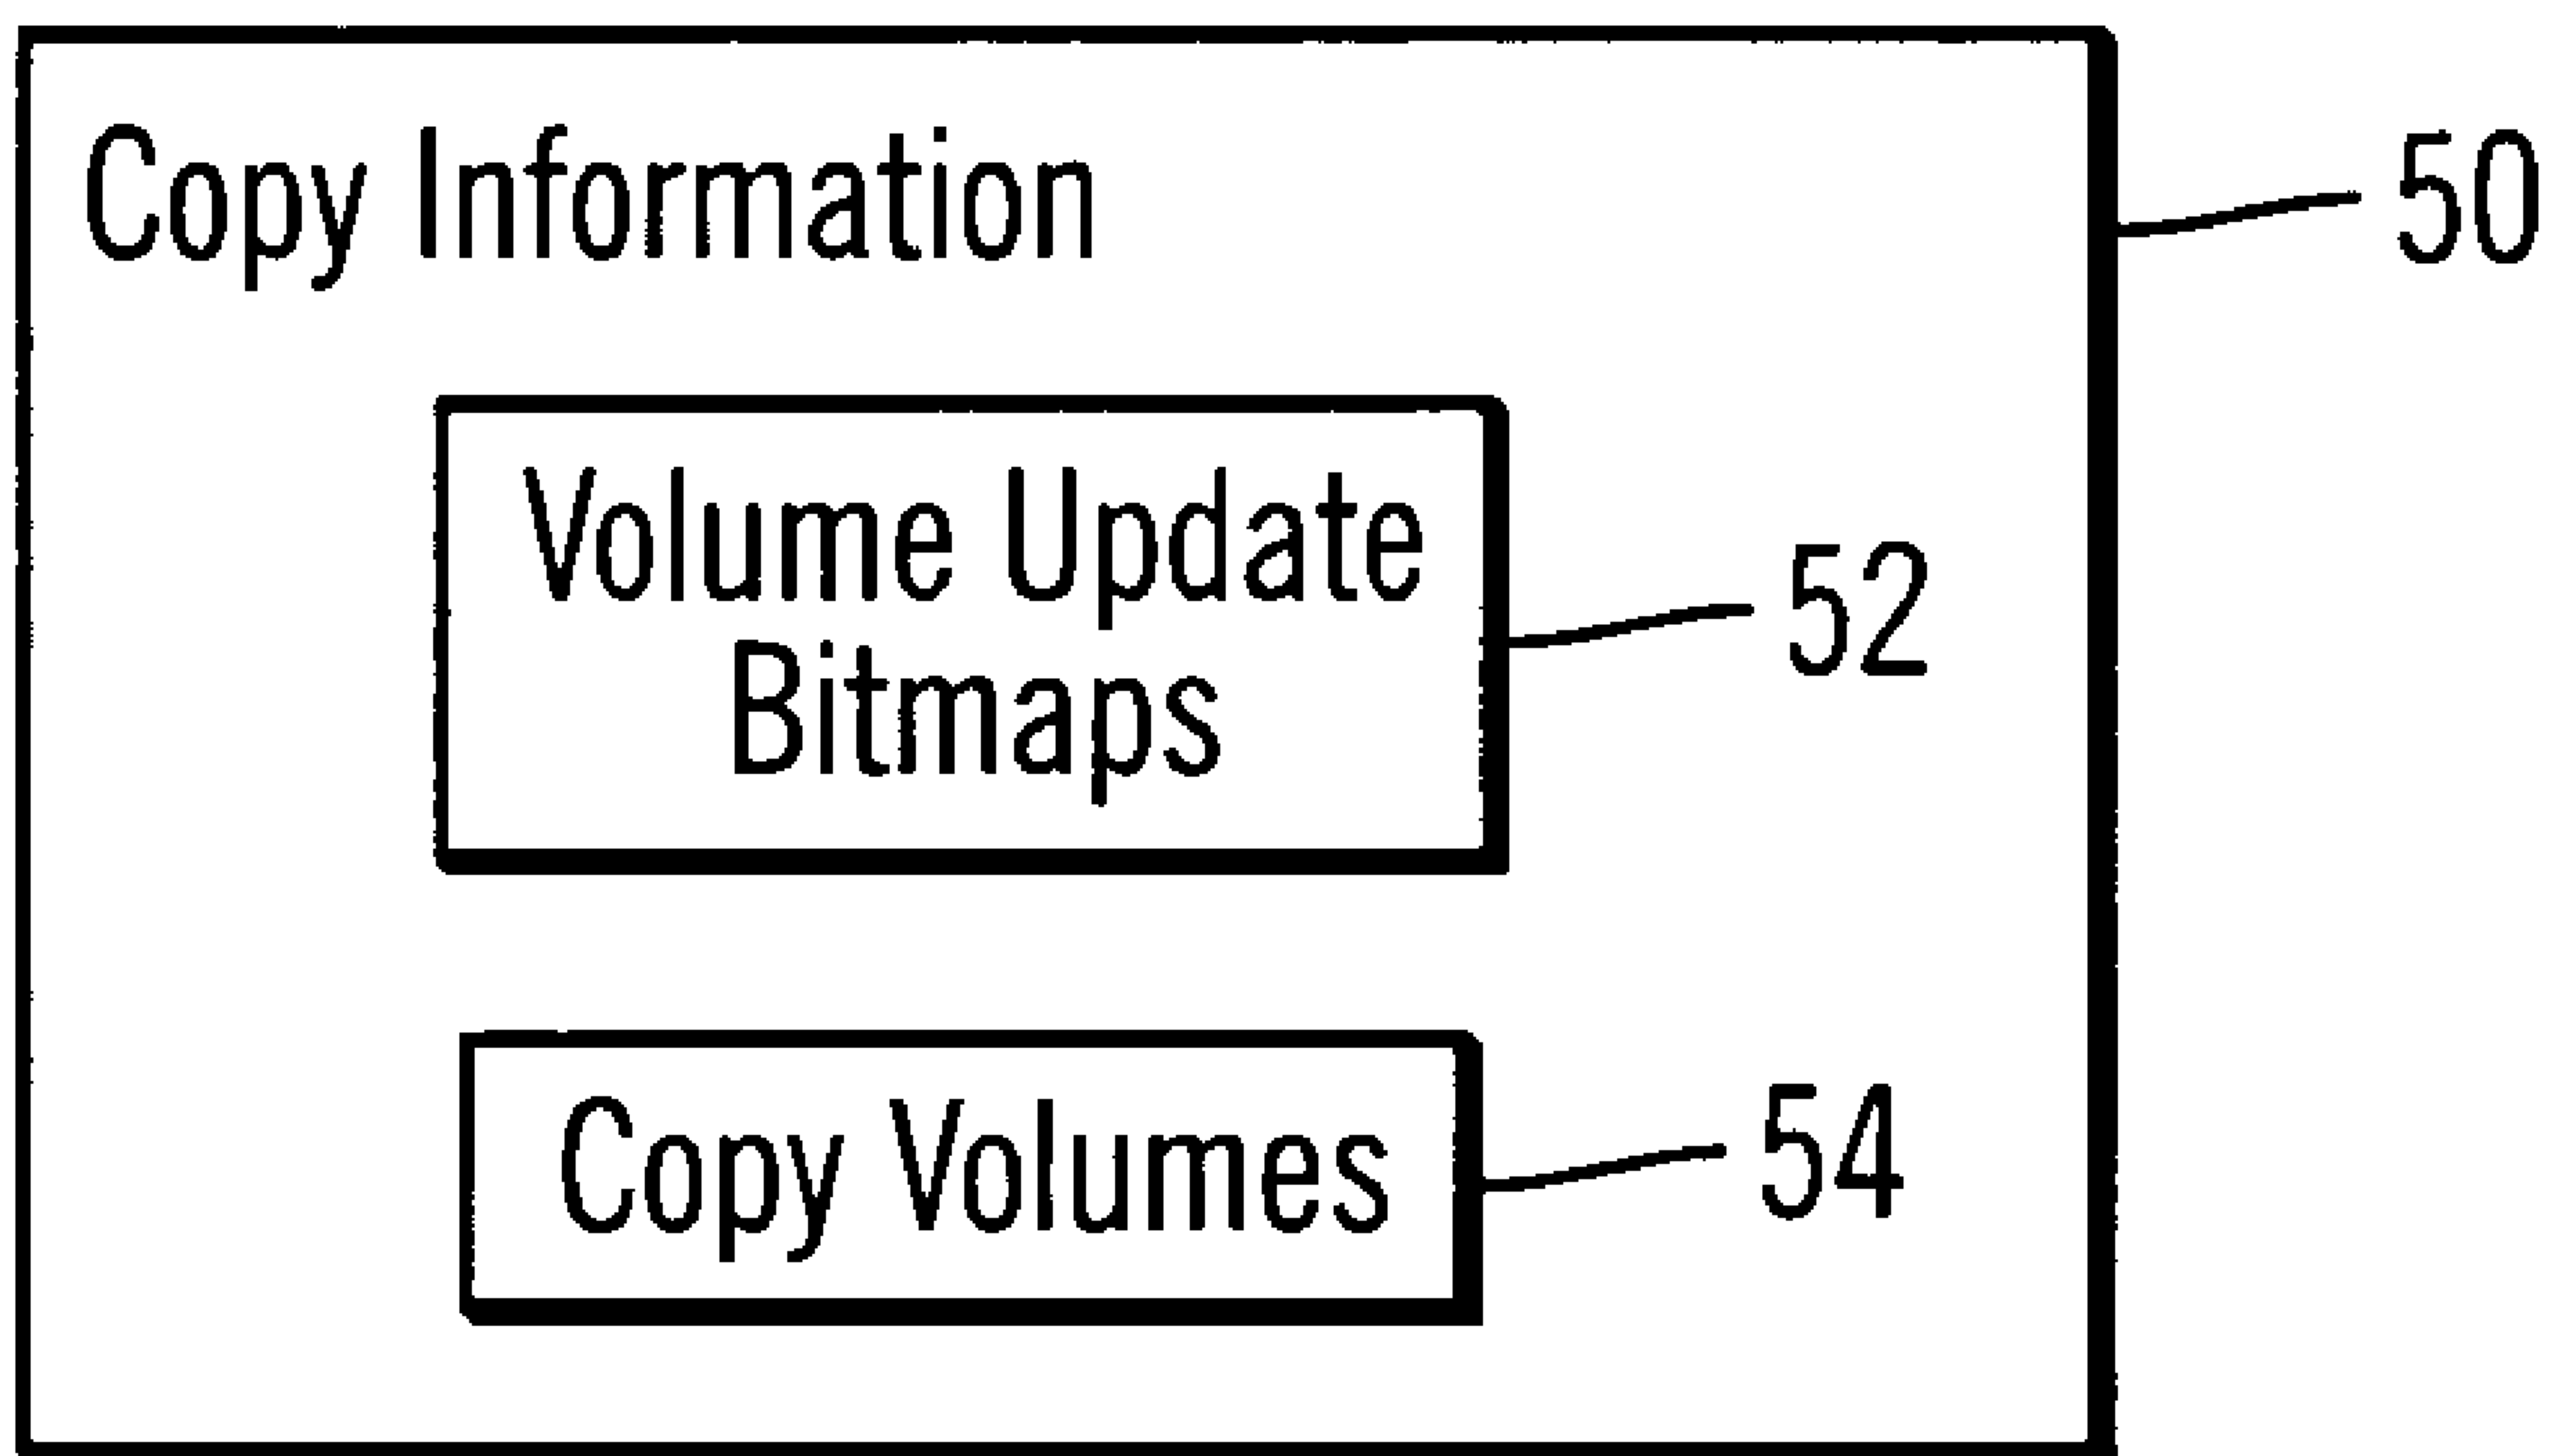 Copy Information
50
Volume Update
Bitmaps
52
Copy Volumes
54